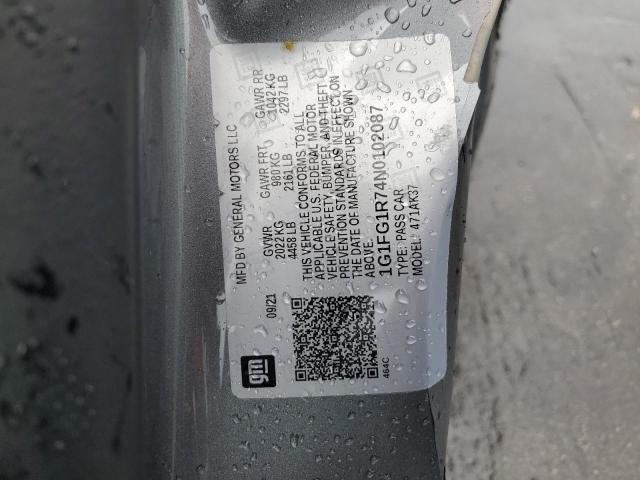 MFD BY GENERAL MOTORS LLC
09/21
GVWR GAWR FRT GAWR RR
2022 KG 980 KG 1042 KG
4458 LB 2161 LB 2297 LB
THIS VEHICLE CONFORMS TO ALL
APPLICABLE U.S. FEDERAL MOTOR
VEHICLE SAFETY, BUMPER, AND THEFT
PREVENTION STANDARDS IN EFFECT ON
THE DATE OF MANUFACTURE SHOWN
ABOVE.
1G1FG1R74N0102087
TYPE: PASS CAR
MODEL: 471AK37
gm
464C